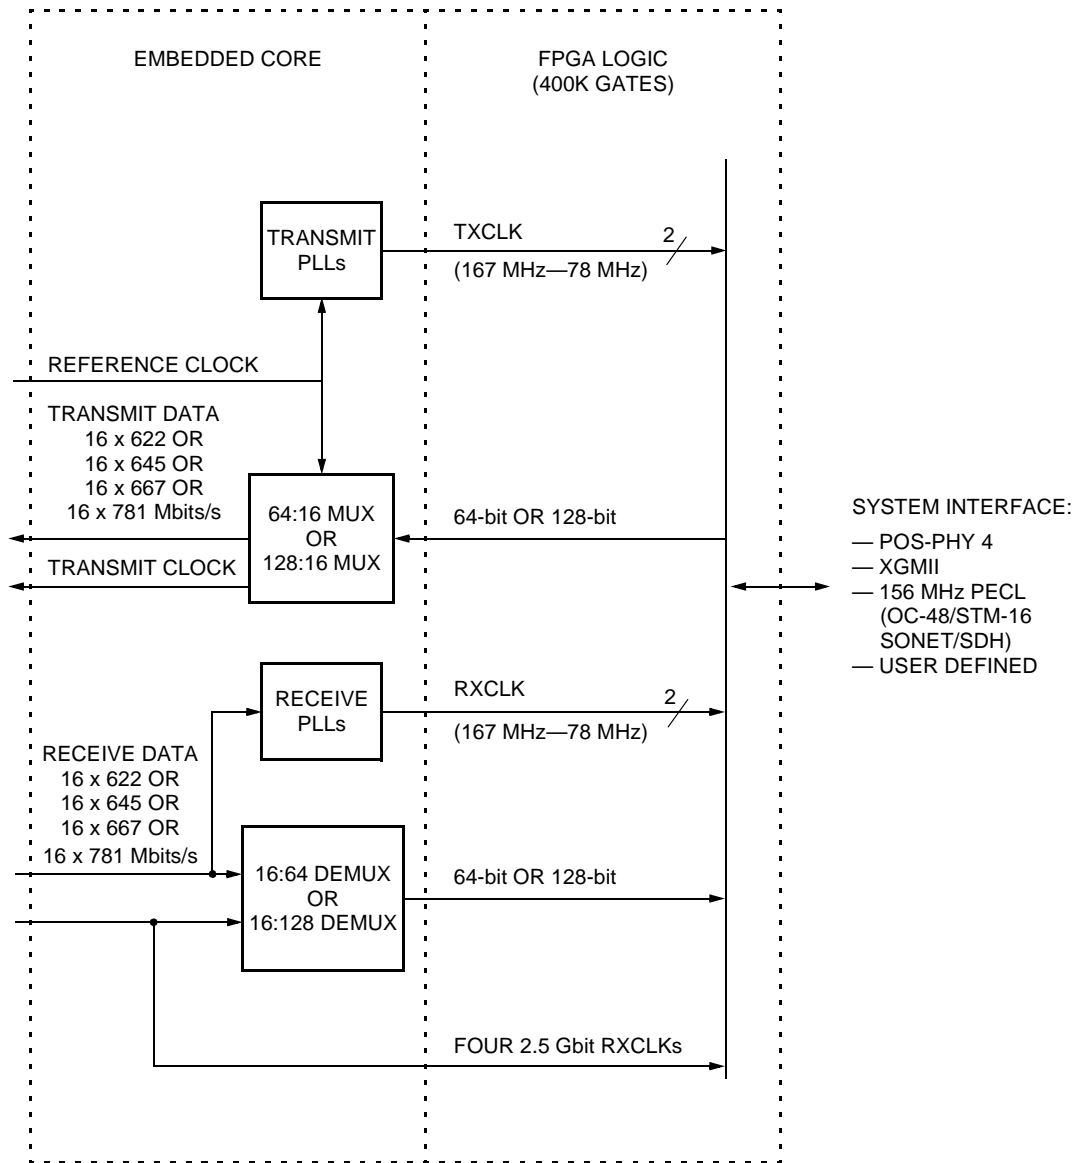 EMBEDDED CORE
FPGA LOGIC
(400K GATES)
TRANSMIT
PLLs
TXCLK
2
(167 MHz—78 MHz)
REFERENCE CLOCK
TRANSMIT DATA
16 x 622 OR
16 x 645 OR
16 x 667 OR
16 x 781 Mbits/s
TRANSMIT CLOCK
64:16 MUX
OR
128:16 MUX
64-bit OR 128-bit
SYSTEM INTERFACE:
— POS-PHY 4
— XGMII
— 156 MHz PECL
(OC-48/STM-16
SONET/SDH)
— USER DEFINED
RECEIVE
PLLs
RXCLK
2
(167 MHz—78 MHz)
RECEIVE DATA
16 x 622 OR
16 x 645 OR
16 x 667 OR
16 x 781 Mbits/s
16:64 DEMUX
OR
16:128 DEMUX
64-bit OR 128-bit
FOUR 2.5 Gbit RXCLKs